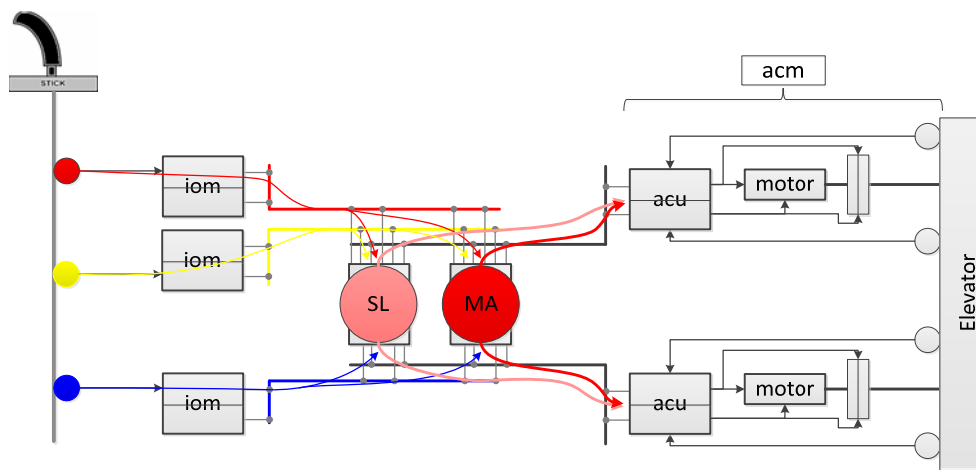 acm
STICK
iom
acu
motor
iom
SL
MA
Elevator
iom
acu
motor